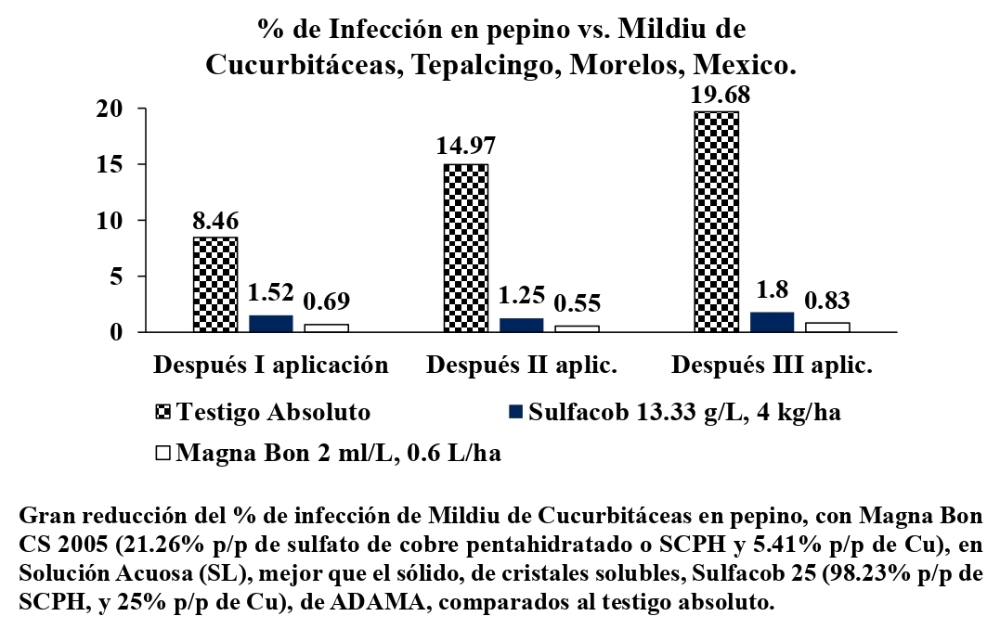 % de Infección en pepino vs. Mildiu de
Cucurbitáceas, Tepalcingo, Morelos, Mexico.
20
15
10
5
0
8.46
1.52
0.69
14.97
1.25
0.55
19.68
1.8
0.83
Después I aplicación
Después II aplic.
Después III aplic.
Testigo Absoluto
Sulfacob 13.33 g/L, 4 kg/ha
Magna Bon 2 ml/L, 0.6 L/ha
Gran reducción del % de infección de Mildiu de Cucurbitáceas en pepino, con Magna Bon
CS 2005 (21.26% p/p de sulfato de cobre pentahidratado o SCPH y 5.41% p/p de Cu), en
Solución Acuosa (SL), mejor que el sólido, de cristales solubles, Sulfacob 25 (98.23% p/p de
SCPH, y 25% p/p de Cu), de ADAMA, comparados al testigo absoluto.